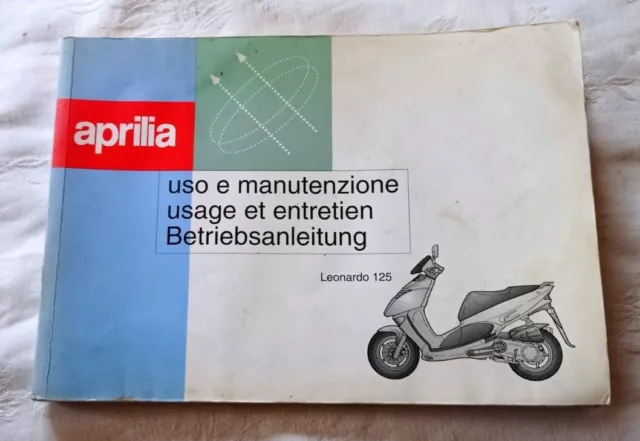 aprilia
uso e manutenzione
usage et entretien
Betriebsanleitung
Leonardo 125